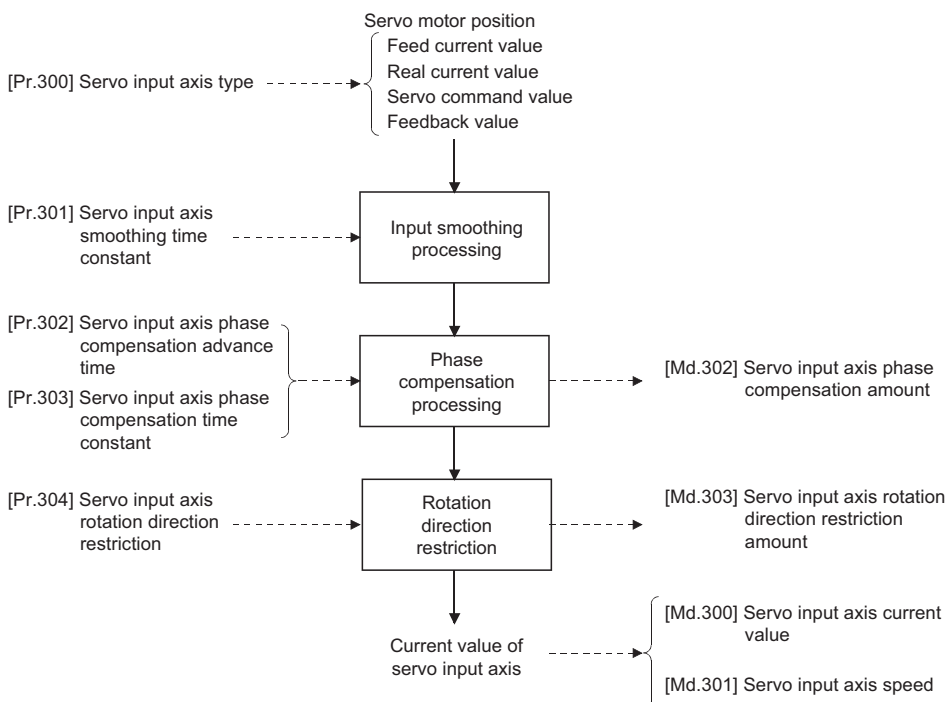 Servo motor position
Feed current value
Real current value
Servo command value
Feedback value
[Pr.300] Servo input axis type
[Pr.301] Servo input axis
smoothing time
constant
Input smoothing
processing
[Pr.302] Servo input axis phase
compensation advance
time
[Pr.303] Servo input axis phase
compensation time
constant
Phase
compensation
processing
[Md.302] Servo input axis phase
compensation amount
[Pr.304] Servo input axis
rotation direction
restriction
Rotation
direction
restriction
[Md.303] Servo input axis rotation
direction restriction
amount
Current value of
servo input axis
[Md.300] Servo input axis current
value
[Md.301] Servo input axis speed